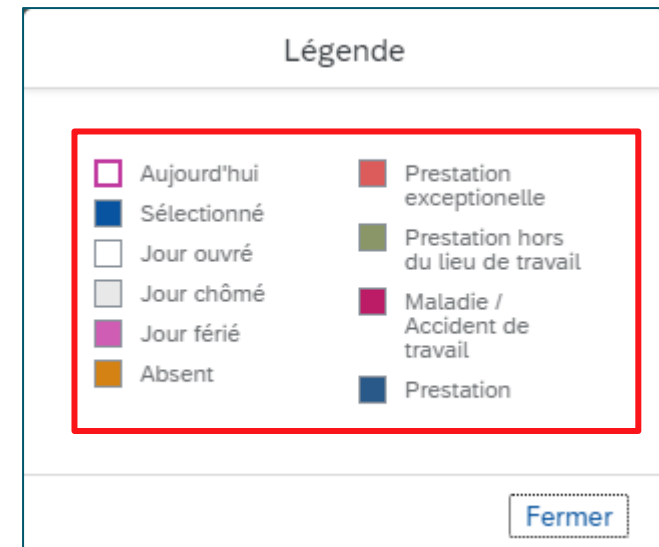 Légende
Aujourd'hui
Sélectionné
Jour ouvré
Jour chômé
Jour férié
Absent
Prestation
exceptionelle
Prestation hors
du lieu de travail
Maladie /
Accident de
travail
Prestation
Fermer